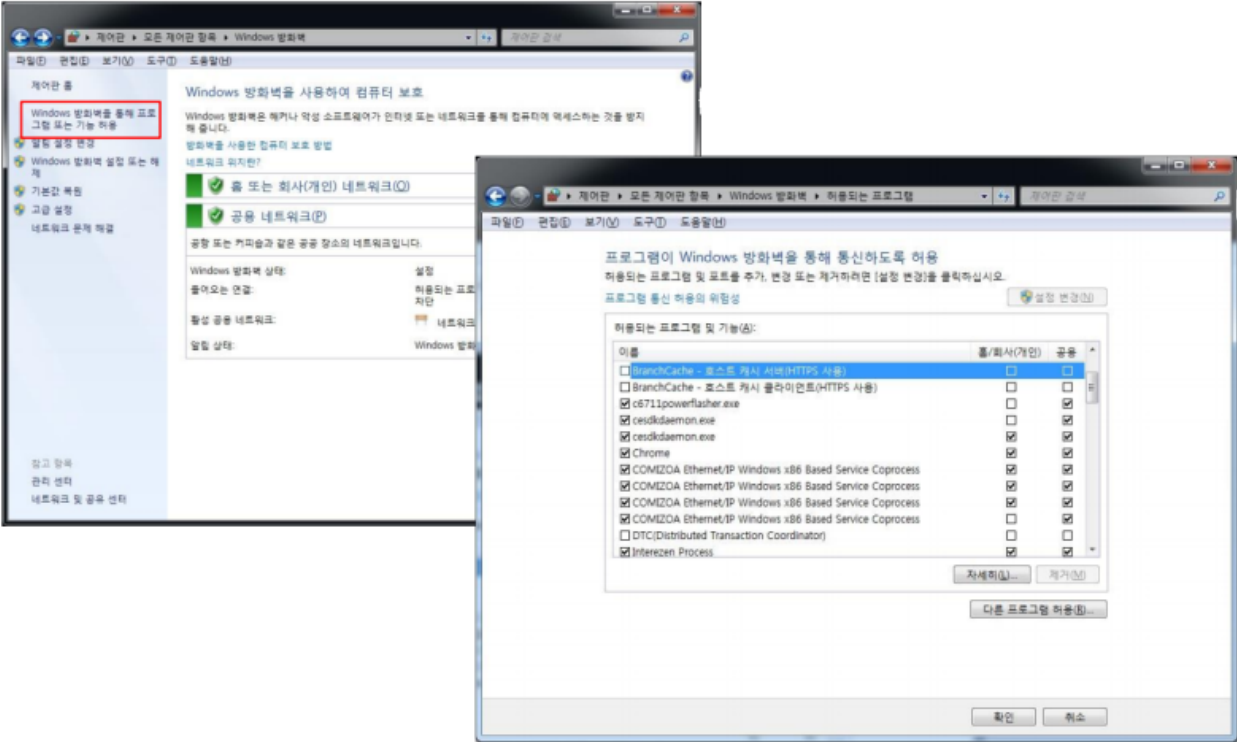 제어판 ▸ 모든 제어판 항목 ▸ Windows 방화벽
제어판 검색
파일(F) 편집(E) 보기(V) 도구(T) 도움말(H)
제어판 홈
Windows 방화벽을 통해 프로
그램 또는 기능 허용
알림 설정 변경
Windows 방화벽 설정 또는 해
제
기본값 복원
고급 설정
네트워크 문제 해결
참고 항목
관리 센터
네트워크 및 공유 센터
Windows 방화벽을 사용하여 컴퓨터 보호
Windows 방화벽은 해커나 악성 소프트웨어가 인터넷 또는 네트워크를 통해 컴퓨터에 액세스하는 것을 방지
해 줍니다.
방화벽을 사용한 컴퓨터 보호 방법
네트워크 위치란?
홈 또는 회사(개인) 네트워크(O)
공용 네트워크(P)
공항 또는 커피숍과 같은 공공 장소의 네트워크입니다.
Windows 방화벽 상태: 설정
들어오는 연결: 허용되는 프로
차단
활성 공용 네트워크: 네트워크
알림 상태: Windows 방화
제어판 ▸ 모든 제어판 항목 ▸ Windows 방화벽 ▸ 허용되는 프로그램
제어판 검색
파일(F) 편집(E) 보기(V) 도구(T) 도움말(H)
프로그램이 Windows 방화벽을 통해 통신하도록 허용
허용되는 프로그램 및 포트를 추가, 변경 또는 제거하려면 [설정 변경]을 클릭하십시오.
프로그램 통신 허용의 위험성
설정 변경(N)
허용되는 프로그램 및 기능(A):
이름 홈/회사(개인) 공용
BranchCache - 호스트 캐시 서버(HTTPS 사용)
BranchCache - 호스트 캐시 클라이언트(HTTPS 사용)
c6711powerflasher.exe
cesdkdaemon.exe
cesdkdaemon.exe
Chrome
COMIZOA Ethernet/IP Windows x86 Based Service Coprocess
COMIZOA Ethernet/IP Windows x86 Based Service Coprocess
COMIZOA Ethernet/IP Windows x86 Based Service Coprocess
COMIZOA Ethernet/IP Windows x86 Based Service Coprocess
DTC(Distributed Transaction Coordinator)
Interezen Process
자세히(L)... 제거(M)
다른 프로그램 허용(R)...
확인 취소